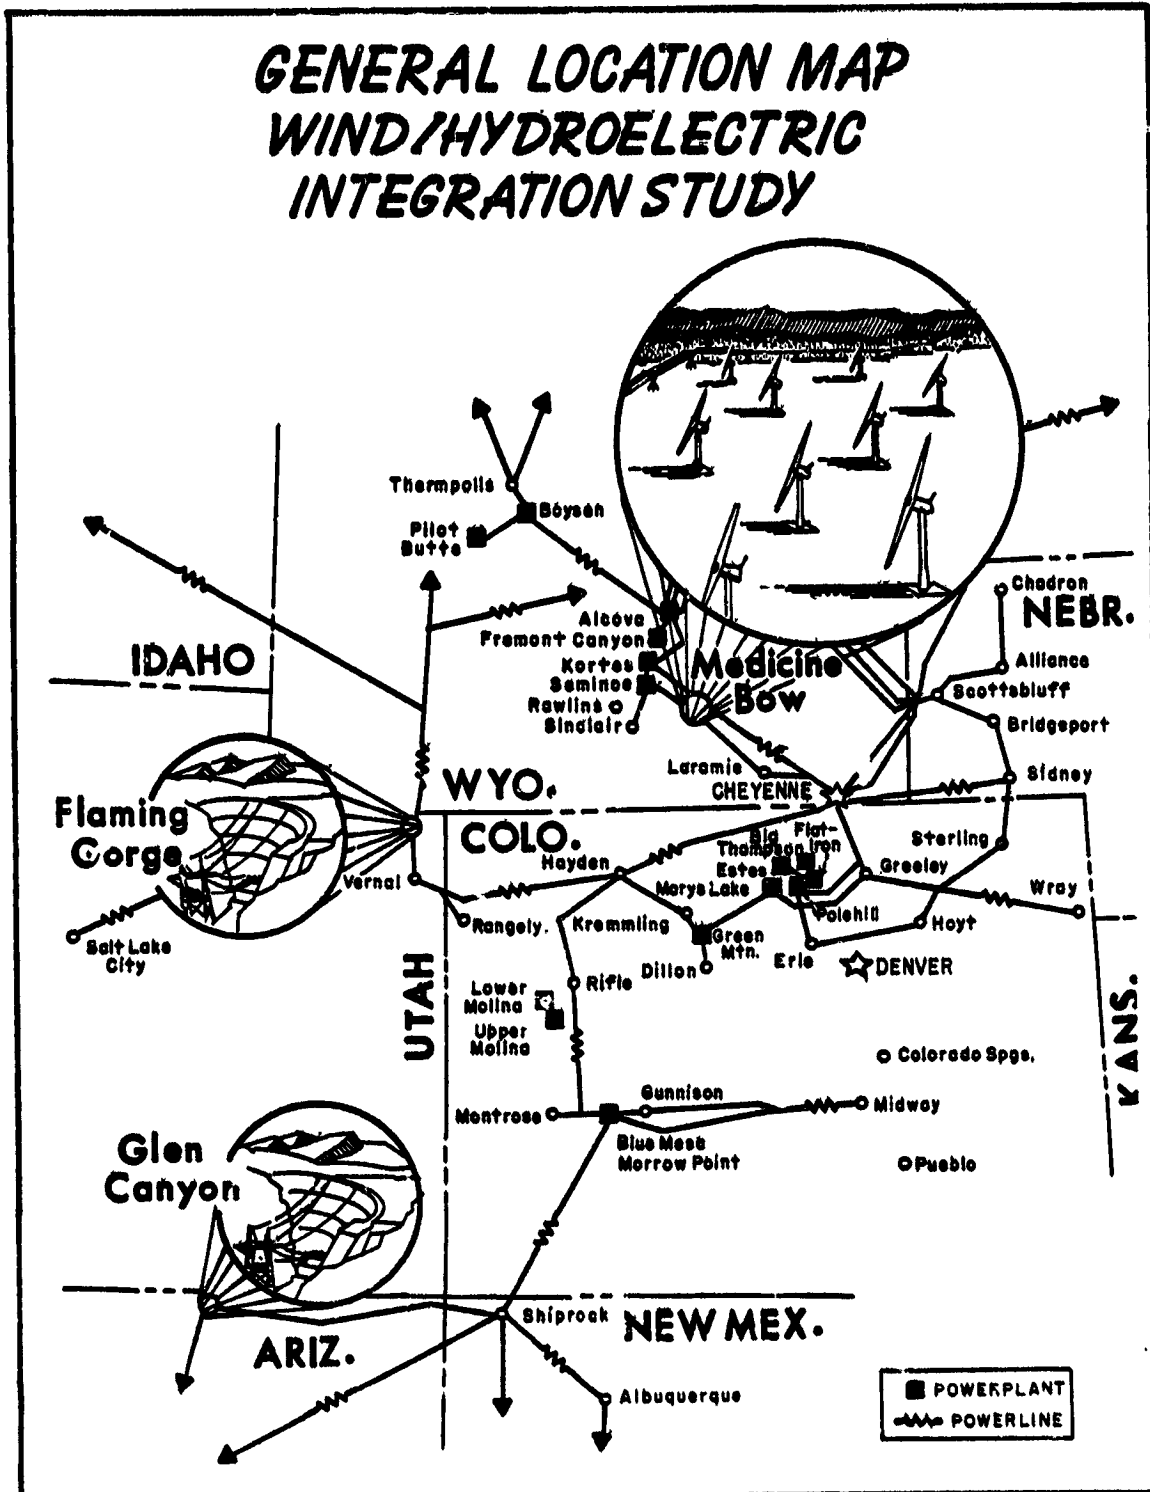 GENERAL LOCATION MAP
WIND/HYDROELECTRIC
INTEGRATION STUDY
Thermpolis
Boysen
Pilot
Butte
Chadron
NEBR.
Alcova
Fremont Canyon
IDAHO
Kortes
Seminoe
Medicine
Bow
Alliance
Scottsbluff
Rawlins
Sinclair
Bridgeport
Laramie
Sidney
WYO.
CHEYENNE
Flaming
Gorge
COLO.
Big
Thompson
Flat-
Iron
Sterling
Hayden
Estes
Greeley
Vernal
Marys Lake
Wray
Rangely.
Kremmling
Polehill
Hoyt
Salt Lake
City
Green
Mtn.
Erie
DENVER
Dillon
UTAH
Lower
Molina
Rifle
Upper
Molina
KANS.
Colorado Spgs.
Gunnison
Montrose
Midway
Blue Mesa
Morrow Point
Pueblo
Glen
Canyon
Shiprock
NEW MEX.
ARIZ.
Albuquerque
POWERPLANT
POWERLINE